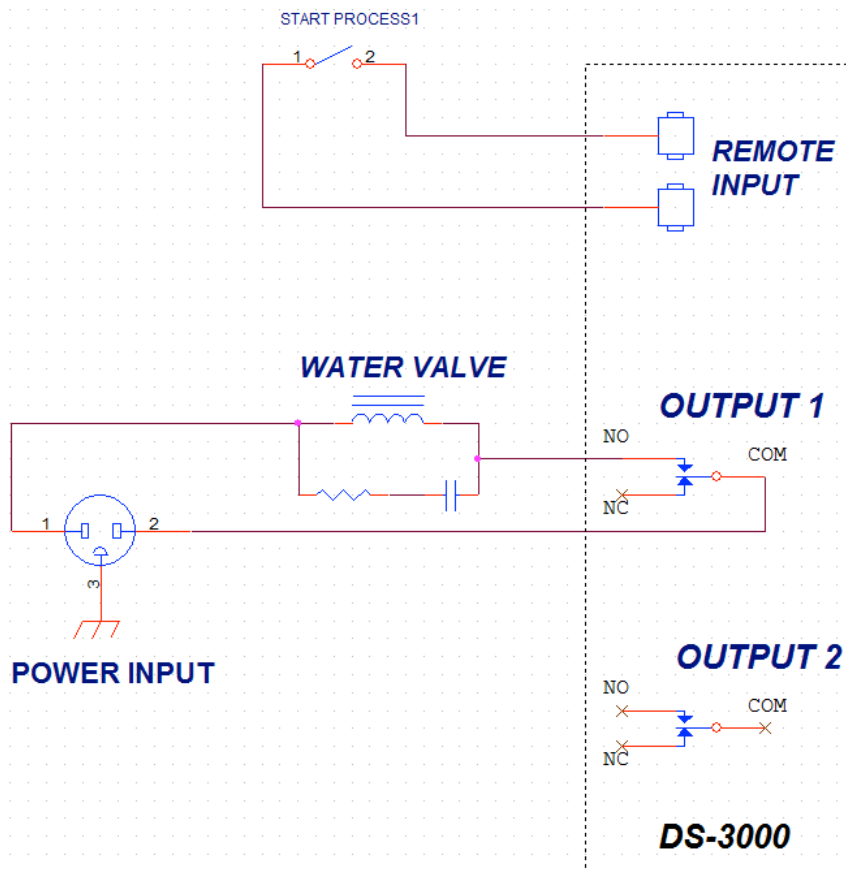 START PROCESS1
1 2
REMOTE
INPUT
WATER VALVE
OUTPUT 1
NO
COM
NC
1 2
3
POWER INPUT
OUTPUT 2
NO
COM
NC
DS-3000